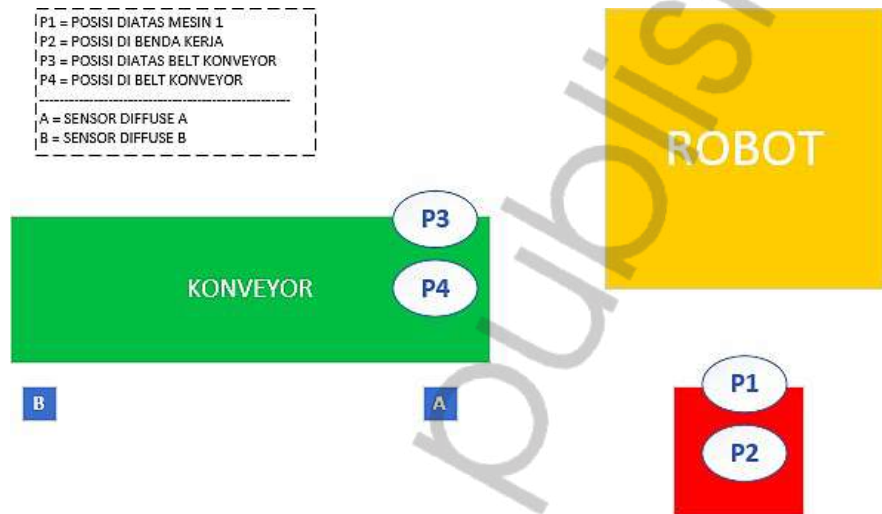 P1 = POSISI DIATAS MESIN 1
P2 = POSISI DI BENDA KERJA
P3 = POSISI DIATAS BELT KONVEYOR
P4 = POSISI DI BELT KONVEYOR
A = SENSOR DIFFUSE A
B = SENSOR DIFFUSE B
ROBOT
P3
KONVEYOR
P4
P1
B
A
P2
publis